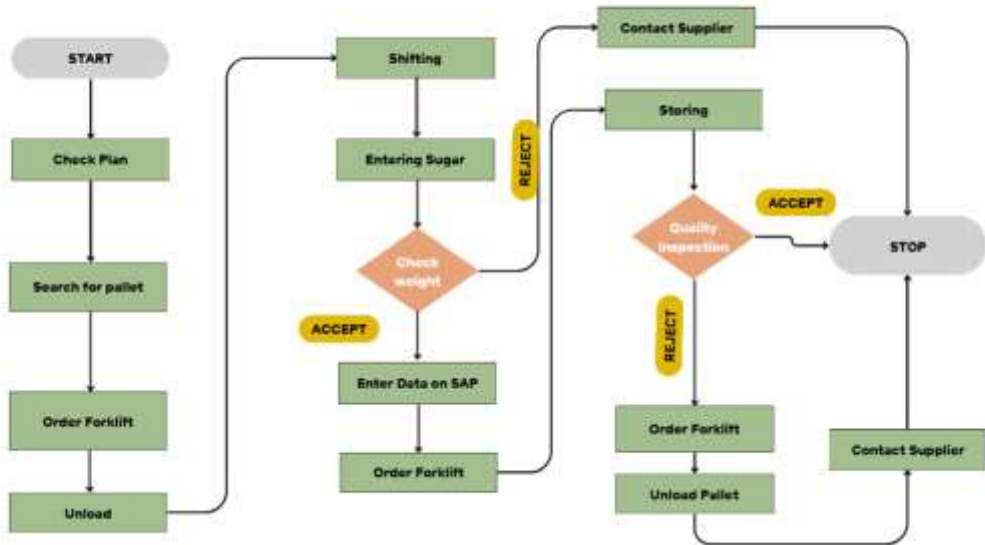 START
Check Plan
Search for pallet
Order Forklift
Unload
Shifting
Entering Sugar
Check
weight
ACCEPT
Enter Data on SAP
Order Forklift
REJECT
Contact Supplier
Storing
Quality
Inspection
ACCEPT
STOP
REJECT
Order Forklift
Unload Pallet
Contact Supplier